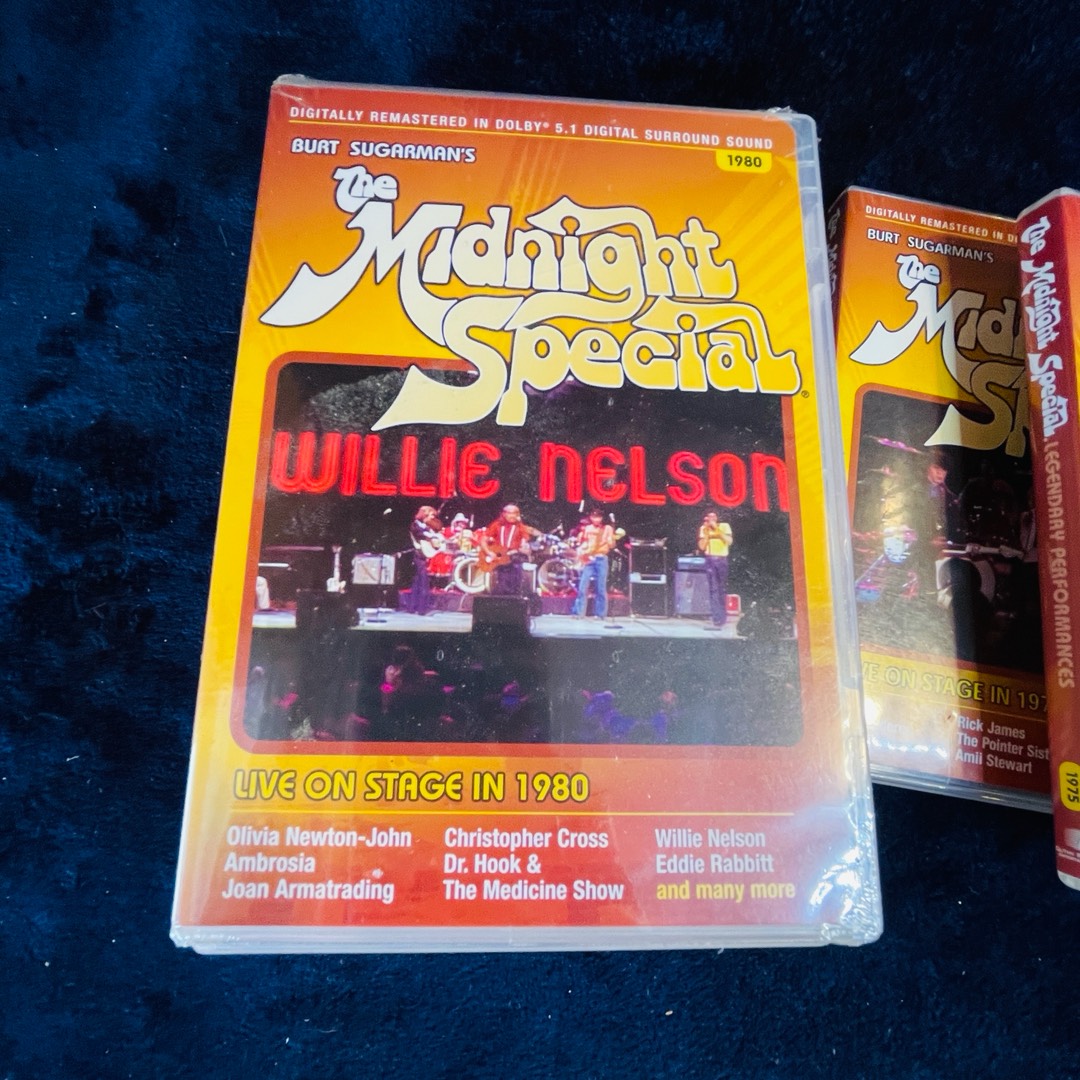 DIGITALLY REMASTERED IN DOLBY® 5.1 DIGITAL SURROUND SOUND
1980
BURT SUGARMAN'S
The
Midnight
Special®
WILLIE NELSON
LIVE ON STAGE IN 1980
Olivia Newton-John
Ambrosia
Joan Armatrading
Christopher Cross
Dr. Hook &
The Medicine Show
Willie Nelson
Eddie Rabbitt
and many more
DIGITALLY REMASTERED IN
BURT SUGARMAN'S
The
ON STAGE IN
Rick James
The Pointer
Amii Stewart
The Midnight Special® LEGENDARY PERFORMANCES
1975